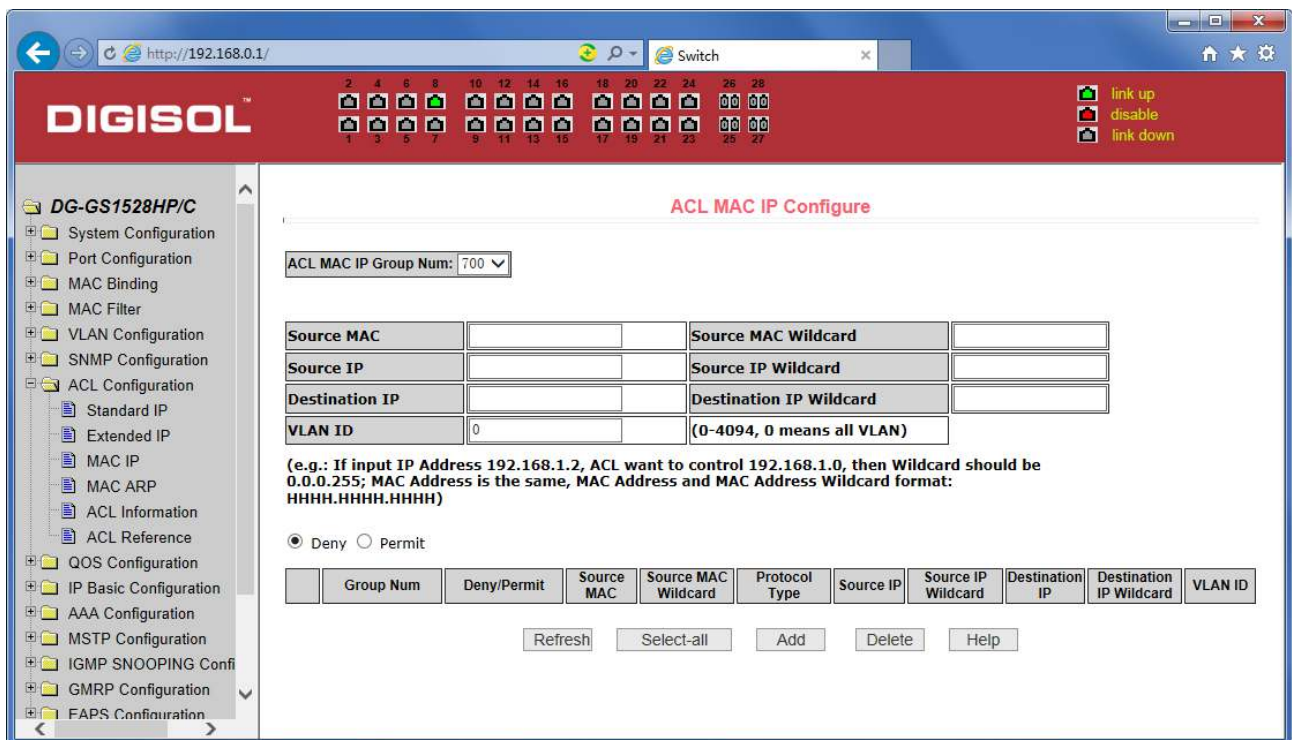 http://192.168.0.1/
Switch
DIGISOL™
2 4 6 8 10 12 14 16 18 20 22 24 26 28
1 3 5 7 9 11 13 15 17 19 21 23 25 27
link up
disable
link down
DG-GS1528HP/C
System Configuration
Port Configuration
MAC Binding
MAC Filter
VLAN Configuration
SNMP Configuration
ACL Configuration
Standard IP
Extended IP
MAC IP
MAC ARP
ACL Information
ACL Reference
QOS Configuration
IP Basic Configuration
AAA Configuration
MSTP Configuration
IGMP SNOOPING Confi
GMRP Configuration
EAPS Configuration
ACL MAC IP Configure
ACL MAC IP Group Num: 700
Source MAC Source MAC Wildcard
Source IP Source IP Wildcard
Destination IP Destination IP Wildcard
VLAN ID 0 (0-4094, 0 means all VLAN)
(e.g.: If input IP Address 192.168.1.2, ACL want to control 192.168.1.0, then Wildcard should be
0.0.0.255; MAC Address is the same, MAC Address and MAC Address Wildcard format:
HHHH.HHHH.HHHH)
Deny Permit
Group Num Deny/Permit Source MAC Source MAC Wildcard Protocol Type Source IP Source IP Wildcard Destination IP Destination IP Wildcard VLAN ID
Refresh Select-all Add Delete Help